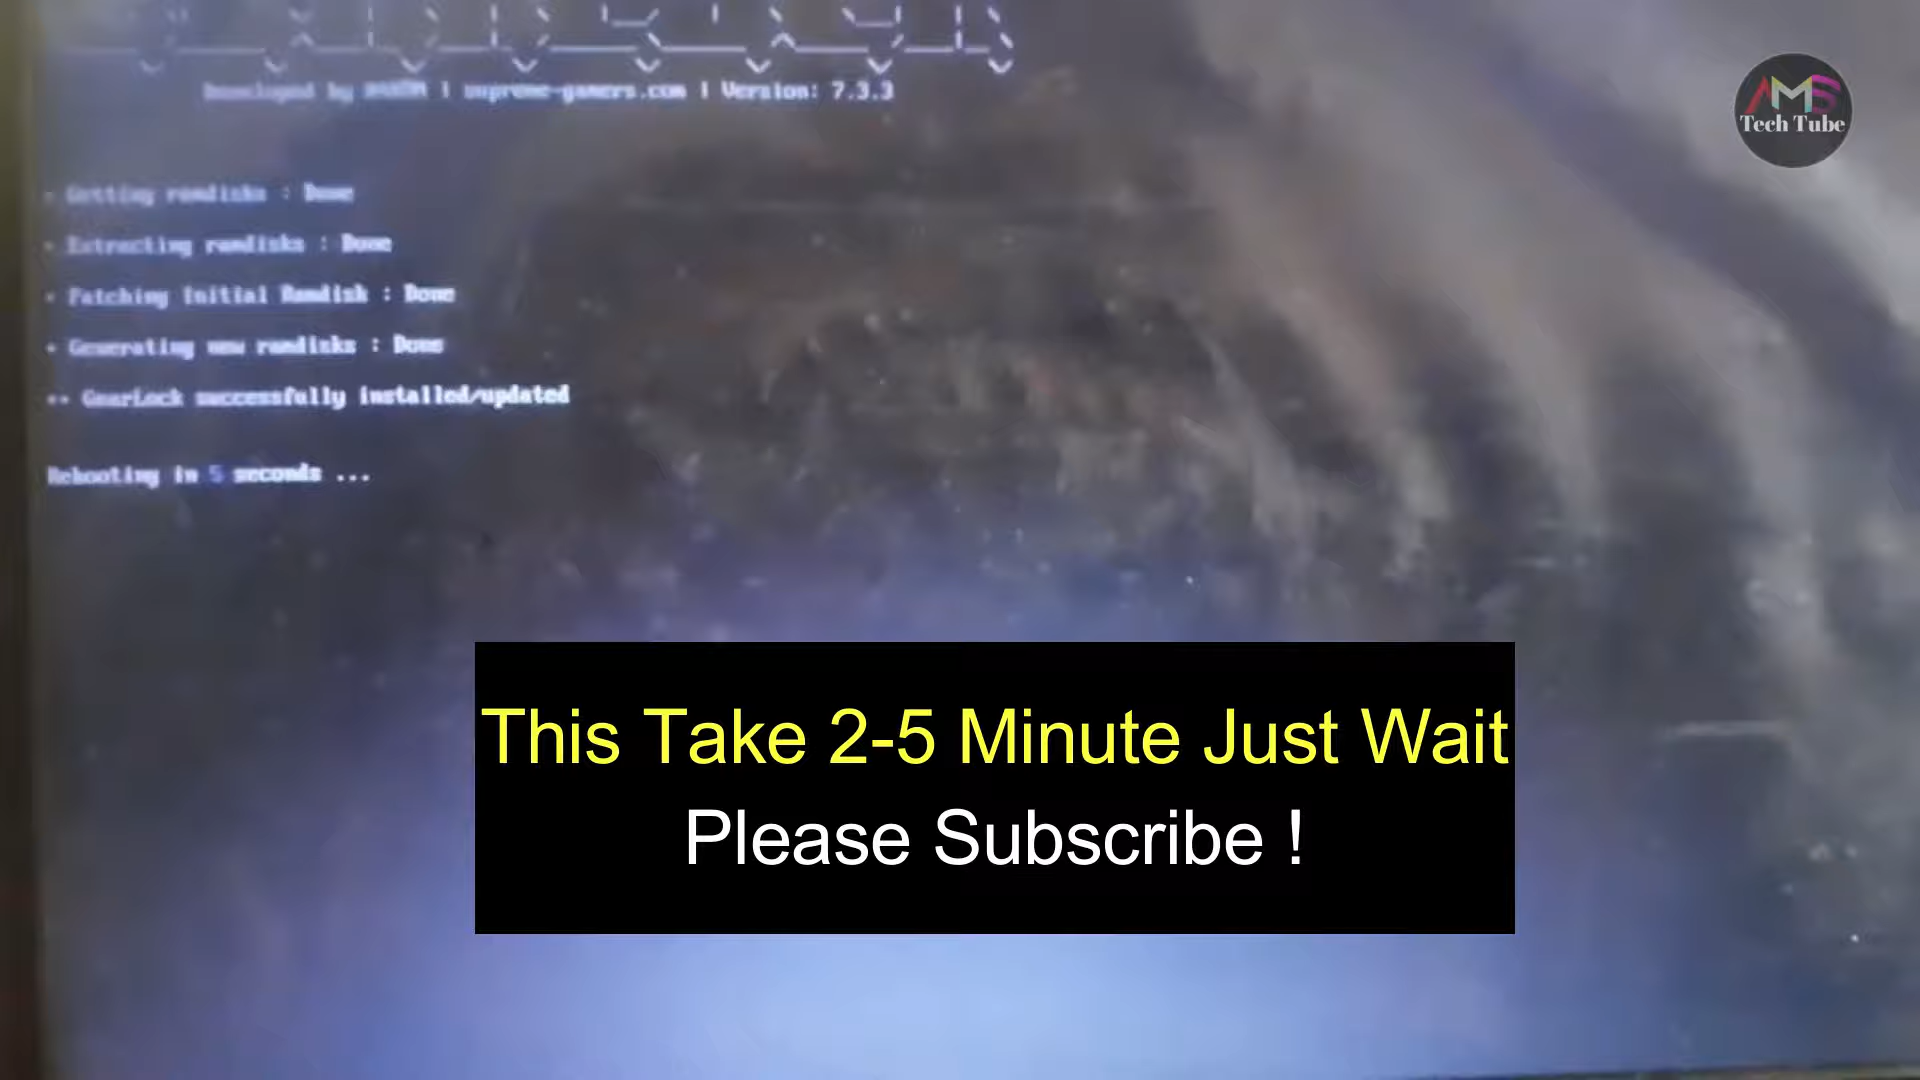 AMS
Tech Tube
Developed by AXON | supreme-gamers.com | Version: 7.3.3
- Getting ramdisks : Done
- Extracting ramdisks : Done
- Patching Initial Ramdisk : Done
+ Generating new ramdisks : Done
++ GearLock successfully installed/updated
Rebooting in 5 seconds ...
This Take 2-5 Minute Just Wait
Please Subscribe !